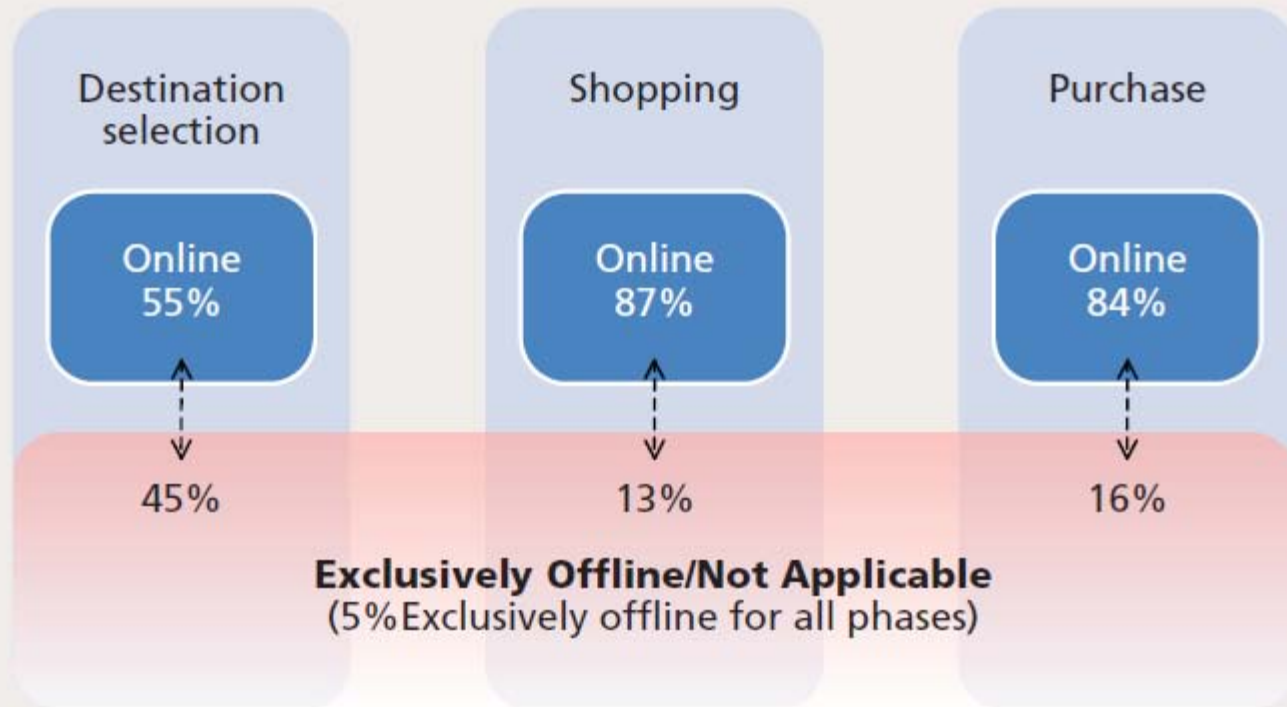 Destination
selection
Online
55%
45%
Shopping
Online
87%
13%
Purchase
Online
84%
16%
Exclusively Offline/Not Applicable
(5%Exclusively offline for all phases)